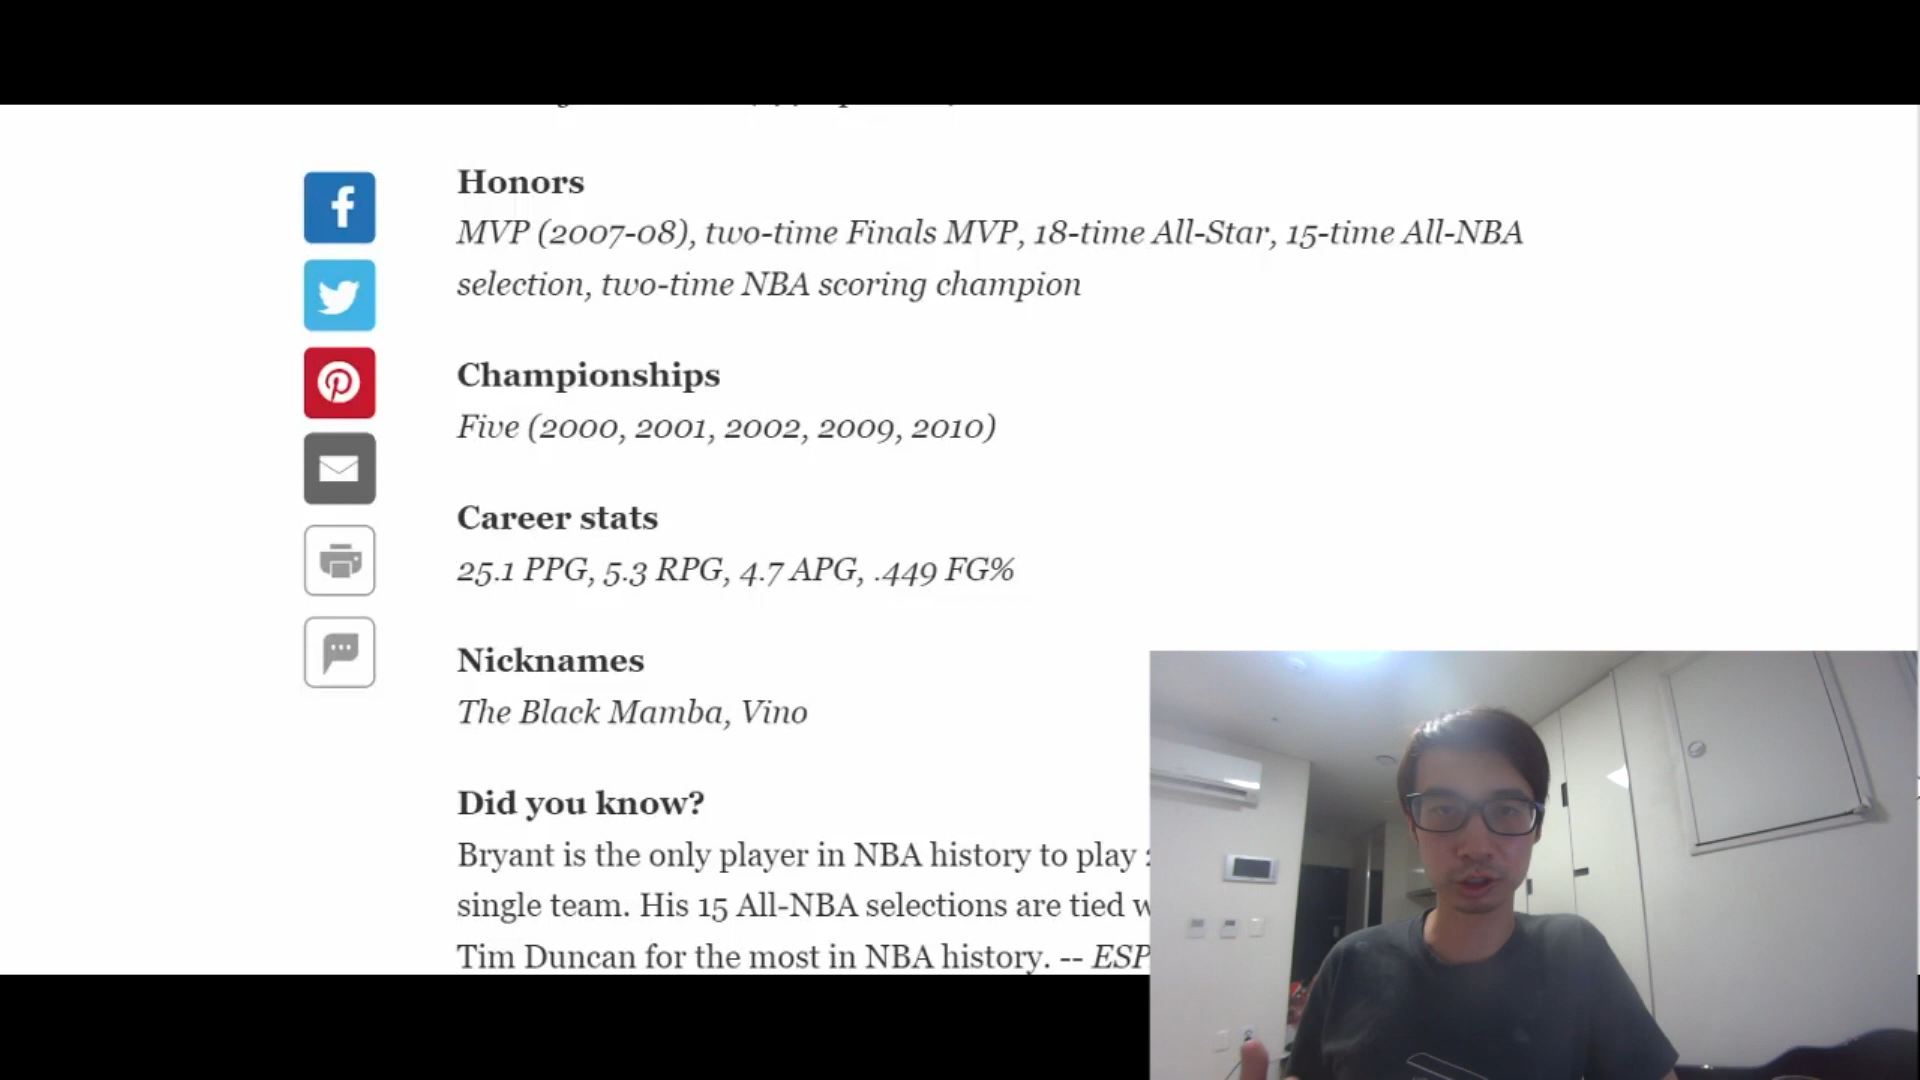 Honors
MVP (2007-08), two-time Finals MVP, 18-time All-Star, 15-time All-NBA
selection, two-time NBA scoring champion
Championships
Five (2000, 2001, 2002, 2009, 2010)
Career stats
25.1 PPG, 5.3 RPG, 4.7 APG, .449 FG%
Nicknames
The Black Mamba, Vino
Did you know?
Bryant is the only player in NBA history to play
single team. His 15 All-NBA selections are tied
Tim Duncan for the most in NBA history. -- ESP